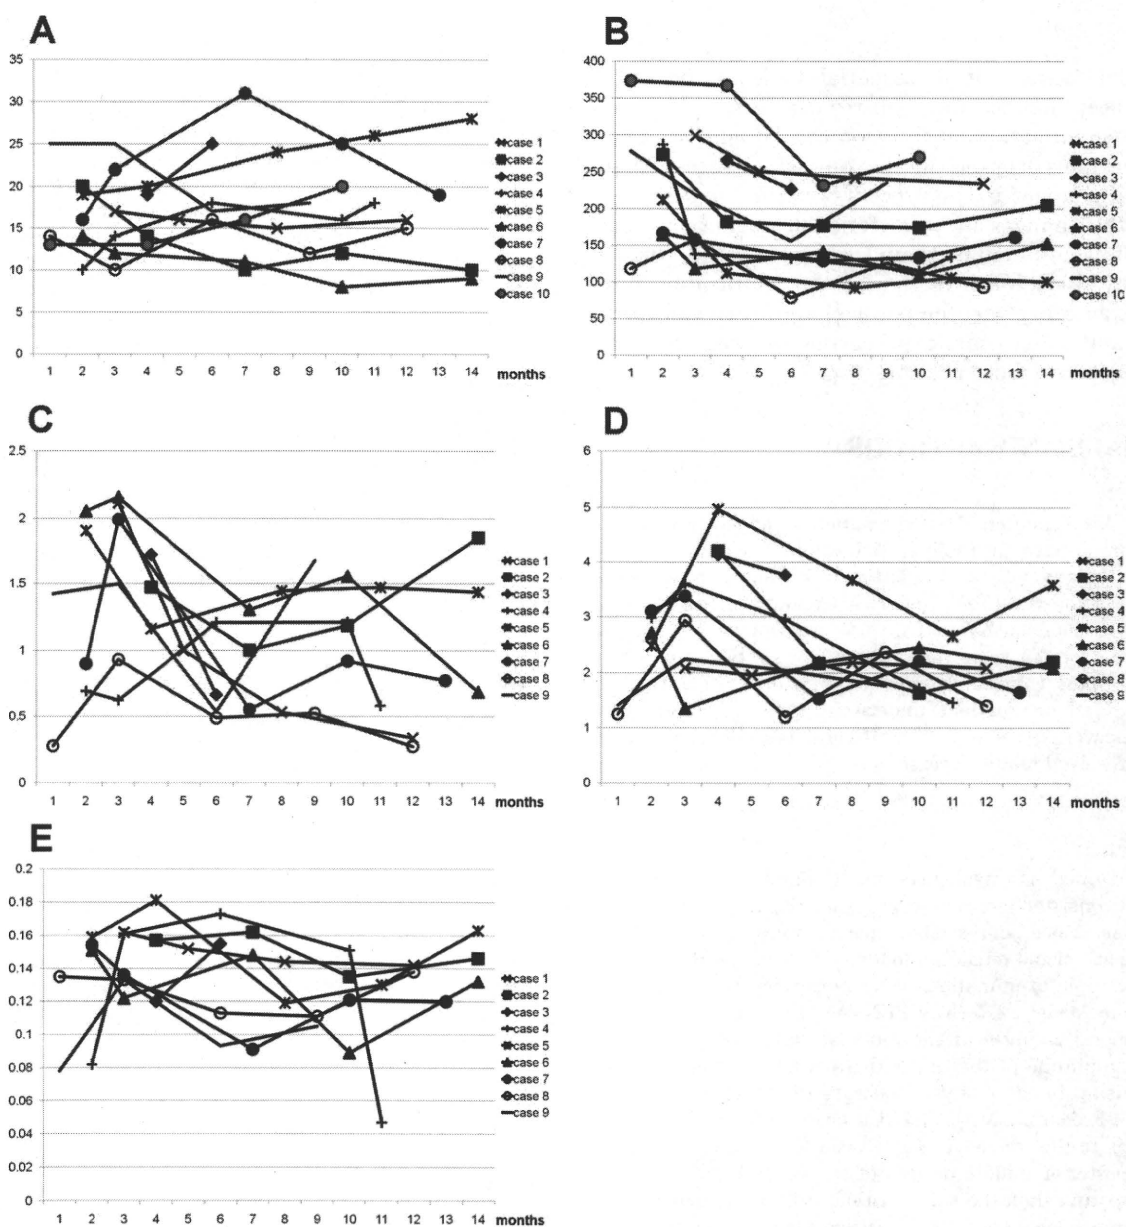 A
35
30
25
20
15
10
5
0
1 2 3 4 5 6 7 8 9 10 11 12 13 14 months
case 1
case 2
case 3
case 4
case 5
case 6
case 7
case 8
case 9
case 10
B
400
350
300
250
200
150
100
50
0
1 2 3 4 5 6 7 8 9 10 11 12 13 14 months
case 1
case 2
case 3
case 4
case 5
case 6
case 7
case 8
case 9
case 10
C
2.5
2
1.5
1
0.5
0
1 2 3 4 5 6 7 8 9 10 11 12 13 14 months
case 1
case 2
case 3
case 4
case 5
case 6
case 7
case 8
case 9
D
6
5
4
3
2
1
0
1 2 3 4 5 6 7 8 9 10 11 12 13 14 months
case 1
case 2
case 3
case 4
case 5
case 6
case 7
case 8
case 9
E
0.2
0.18
0.16
0.14
0.12
0.1
0.08
0.06
0.04
0.02
0
1 2 3 4 5 6 7 8 9 10 11 12 13 14 months
case 1
case 2
case 3
case 4
case 5
case 6
case 7
case 8
case 9